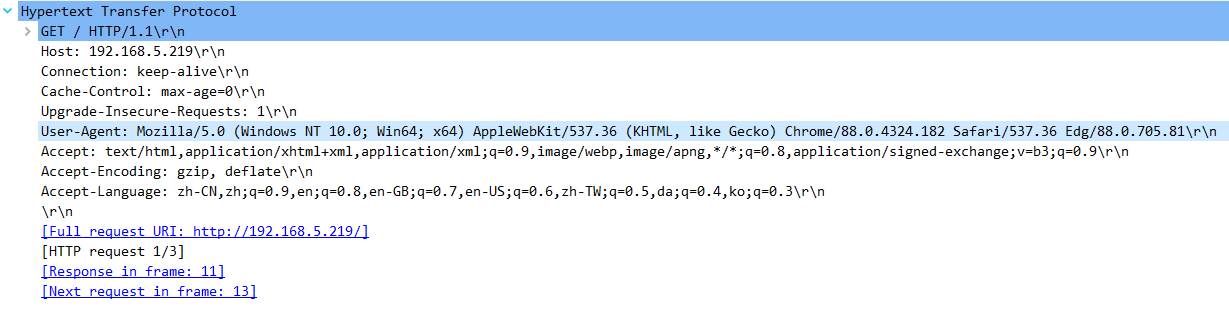 Hypertext Transfer Protocol
GET / HTTP/1.1\r\n
Host: 192.168.5.219\r\n
Connection: keep-alive\r\n
Cache-Control: max-age=0\r\n
Upgrade-Insecure-Requests: 1\r\n
User-Agent: Mozilla/5.0 (Windows NT 10.0; Win64; x64) AppleWebKit/537.36 (KHTML, like Gecko) Chrome/88.0.4324.182 Safari/537.36 Edg/88.0.705.81\r\n
Accept: text/html,application/xhtml+xml,application/xml;q=0.9,image/webp,image/apng,*/*;q=0.8,application/signed-exchange;v=b3;q=0.9\r\n
Accept-Encoding: gzip, deflate\r\n
Accept-Language: zh-CN,zh;q=0.9,en;q=0.8,en-GB;q=0.7,en-US;q=0.6,zh-TW;q=0.5,da;q=0.4,ko;q=0.3\r\n
\r\n
[Full request URI: http://192.168.5.219/]
[HTTP request 1/3]
[Response in frame: 11]
[Next request in frame: 13]